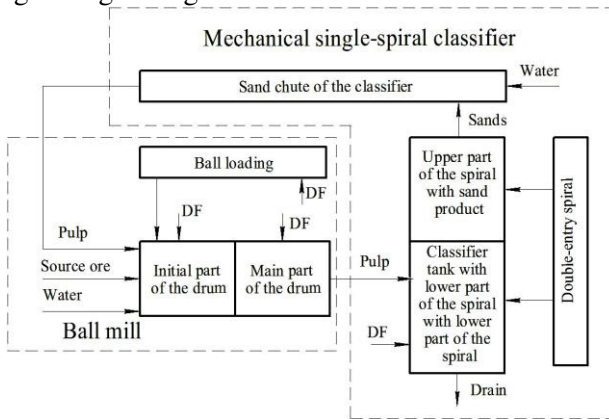 Mechanical single-spiral classifier
Water
Sand chute of the classifier
Sands
Ball loading
DF
DF
DF
Upper part
of the spiral
with sand
product
Double-entry spiral
Pulp
Source ore
Water
Initial part
of the drum
Main part
of the drum
Pulp
Classifier
tank with
lower part
of the spiral
with lower
part of the
spiral
DF
Ball mill
Drain